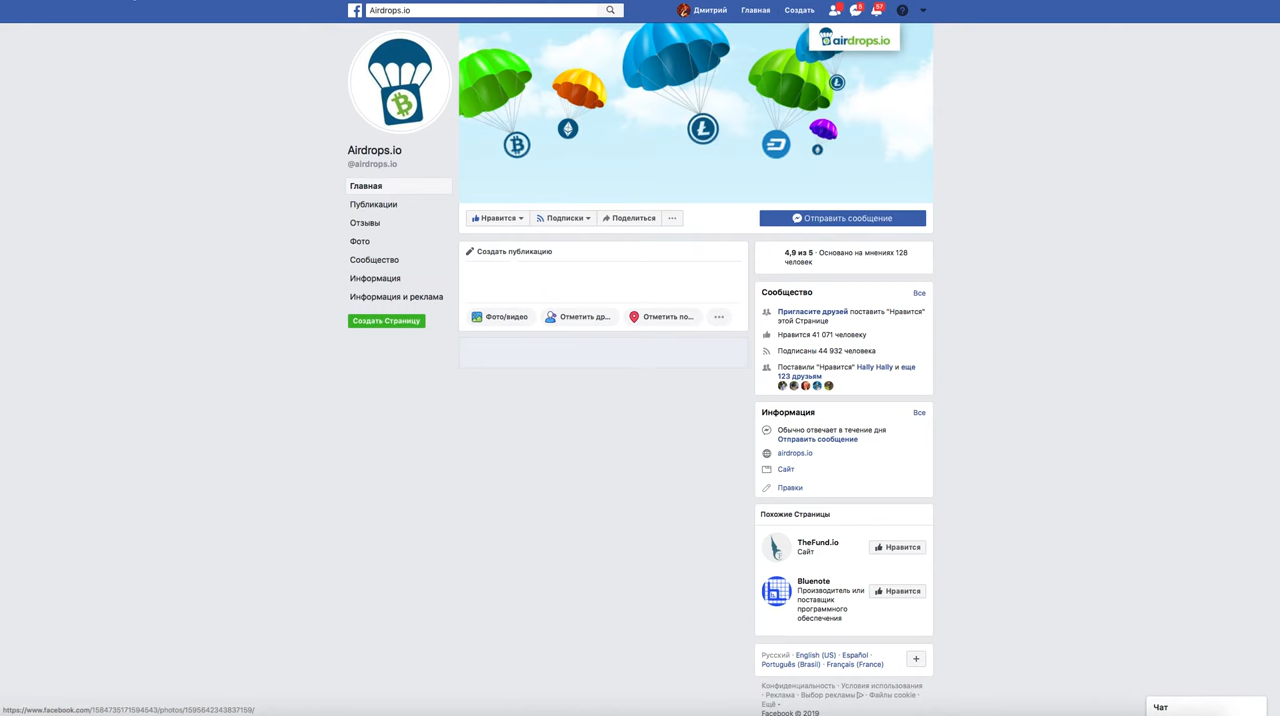 Airdrops.io
Дмитрий
Главная
Создать
5
57
airdrops.io
Airdrops.io
@airdrops.io
Главная
Публикации
Отзывы
Фото
Сообщество
Информация
Информация и реклама
Создать Страницу
Нравится
Подписки
Поделиться
Отправить сообщение
Создать публикацию
Фото/видео
Отметить др...
Отметить по...
4,9 из 5 · Основано на мнениях 128
человек
Сообщество
Все
Пригласите друзей поставить "Нравится"
этой Странице
Нравится 41 071 человеку
Подписаны 44 932 человека
Поставили "Нравится" Hally Hally и еще
123 друзьям
Информация
Все
Обычно отвечает в течение дня
Отправить сообщение
airdrops.io
Сайт
Правки
Похожие Страницы
TheFund.io
Сайт
Нравится
Bluenote
Производитель или
поставщик
программного
обеспечения
Нравится
Русский · English (US) · Español ·
Português (Brasil) · Français (France)
Конфиденциальность · Условия использования
· Реклама · Выбор рекламы · Файлы cookie ·
Ещё
Facebook © 2019
https://www.facebook.com/1584735171594543/photos/1595642343837159/
Чат